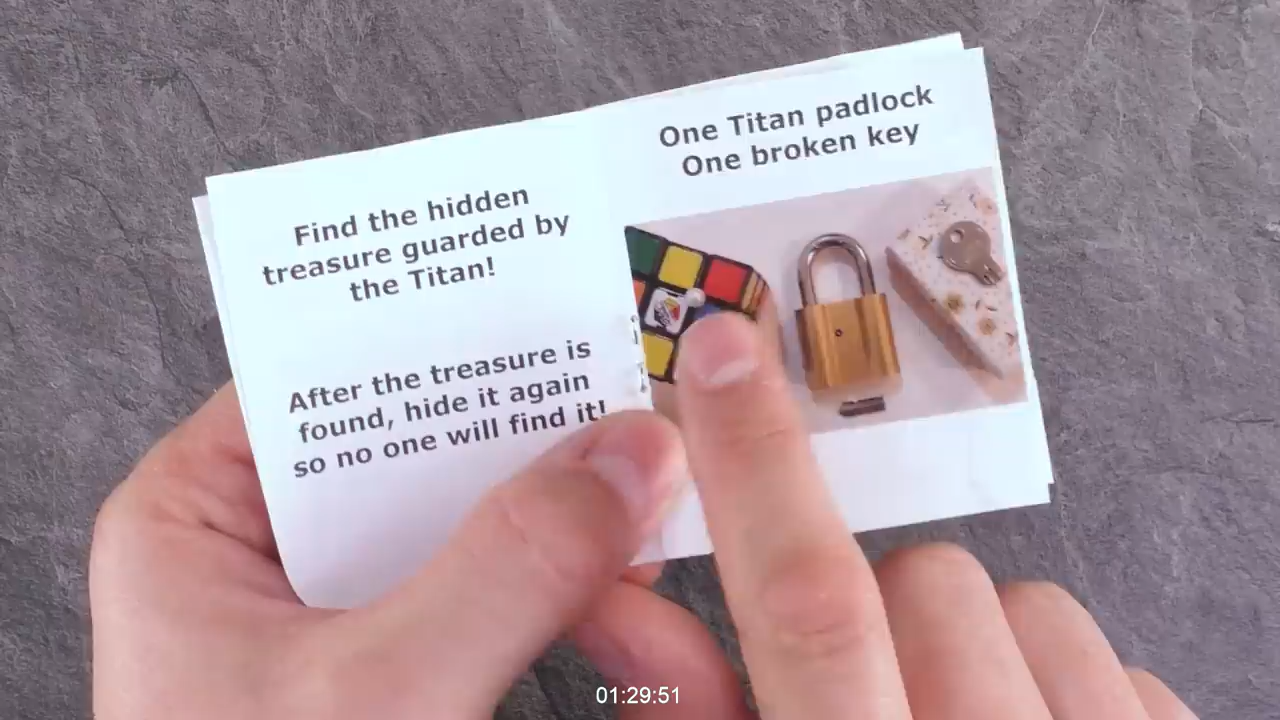 Find the hidden
treasure guarded by
the Titan!
After the treasure is
found, hide it again
so no one will find it!
One Titan padlock
One broken key
01:29:51